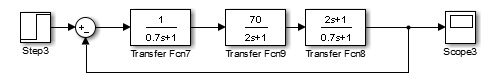 1
0.7s+1
70
2s+1
2s+1
0.7s+1
Step3
Transfer Fcn7
Transfer Fcn9
Transfer Fcn8
Scope3